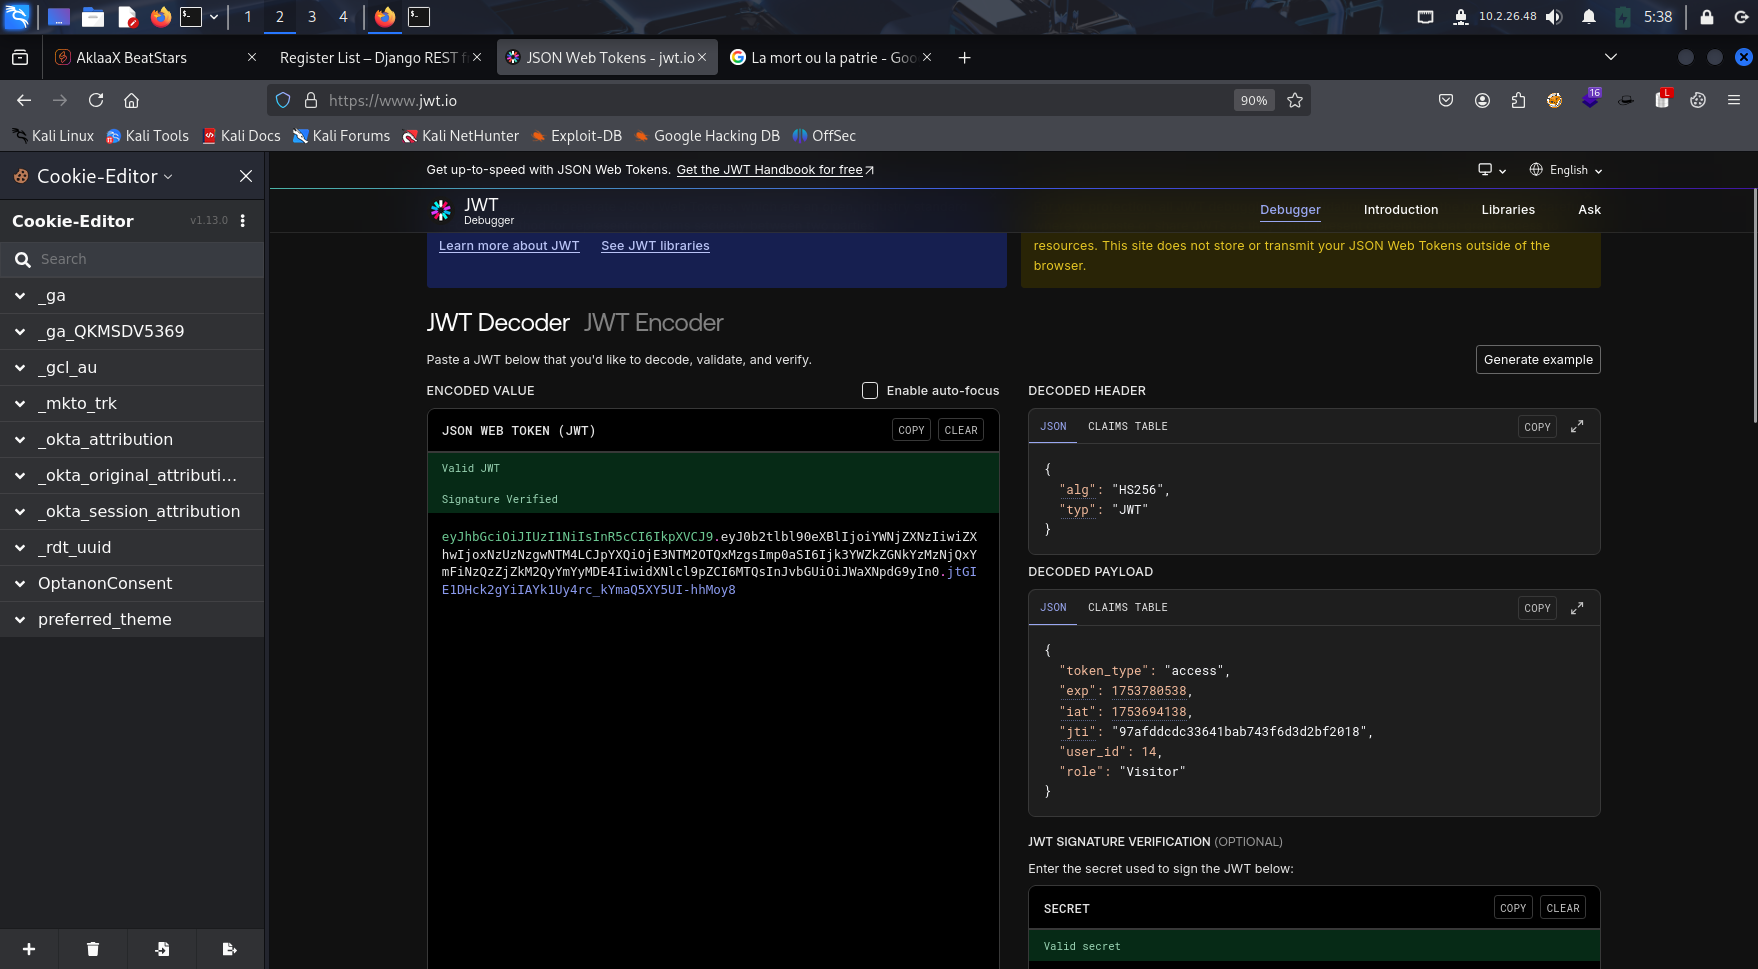 1 2 3 4
10.2.26.48
5:38
AklaaX BeatStars
Register List – Django REST f
JSON Web Tokens - jwt.io
La mort ou la patrie - Goo
https://www.jwt.io
90%
16
L
Kali Linux
Kali Tools
Kali Docs
Kali Forums
Kali NetHunter
Exploit-DB
Google Hacking DB
OffSec
Cookie-Editor
Cookie-Editor
v1.13.0
Search
_ga
_ga_QKMSDV5369
_gcl_au
_mkto_trk
_okta_attribution
_okta_original_attributi...
_okta_session_attribution
_rdt_uuid
OptanonConsent
preferred_theme
Get up-to-speed with JSON Web Tokens. Get the JWT Handbook for free
English
JWT
Debugger
Debugger
Introduction
Libraries
Ask
Learn more about JWT
See JWT libraries
resources. This site does not store or transmit your JSON Web Tokens outside of the
browser.
JWT Decoder
JWT Encoder
Paste a JWT below that you'd like to decode, validate, and verify.
Generate example
ENCODED VALUE
Enable auto-focus
JSON WEB TOKEN (JWT)
COPY
CLEAR
Valid JWT
Signature Verified
eyJhbGciOiJIUzI1NiIsInR5cCI6IkpXVCJ9.eyJ0b2tlbl90eXBlIjoiYWNjZXNzIiwiZX
hwIjoxNzUzNzgwNTM4LCJpYXQiOjE3NTM2OTQxMzgsImp0aSI6Ijk3YWZkZGNkYzMzNjQxY
mFiNzQzZjZkM2QyYmYyMDE4IiwidXNlcl9pZCI6MTQsInJvbGUiOiJWaXNpdG9yIn0.jtGI
E1DHck2gYiIAYk1Uy4rc_kYmaQ5XY5UI-hhMoy8
DECODED HEADER
JSON
CLAIMS TABLE
COPY
{
"alg": "HS256",
"typ": "JWT"
}
DECODED PAYLOAD
JSON
CLAIMS TABLE
COPY
{
"token_type": "access",
"exp": 1753780538,
"iat": 1753694138,
"jti": "97afddcdc33641bab743f6d3d2bf2018",
"user_id": 14,
"role": "Visitor"
}
JWT SIGNATURE VERIFICATION (OPTIONAL)
Enter the secret used to sign the JWT below:
SECRET
COPY
CLEAR
Valid secret